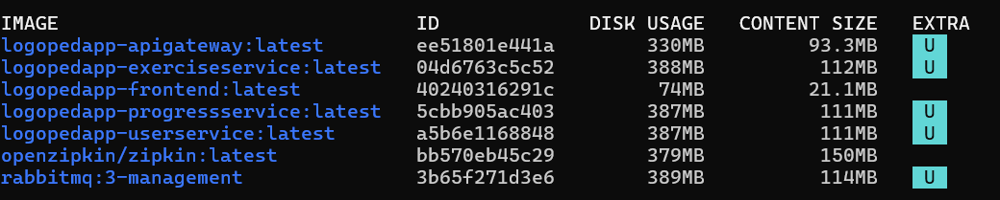 IMAGE ID DISK USAGE CONTENT SIZE EXTRA
logopedapp-apigateway:latest ee51801e441a 330MB 93.3MB U
logopedapp-exerciseservice:latest 04d6763c5c52 388MB 112MB U
logopedapp-frontend:latest 40240316291c 74MB 21.1MB
logopedapp-progressservice:latest 5cbb905ac403 387MB 111MB U
logopedapp-userservice:latest a5b6e1168848 387MB 111MB U
openzipkin/zipkin:latest bb570eb45c29 379MB 150MB
rabbitmq:3-management 3b65f271d3e6 389MB 114MB U